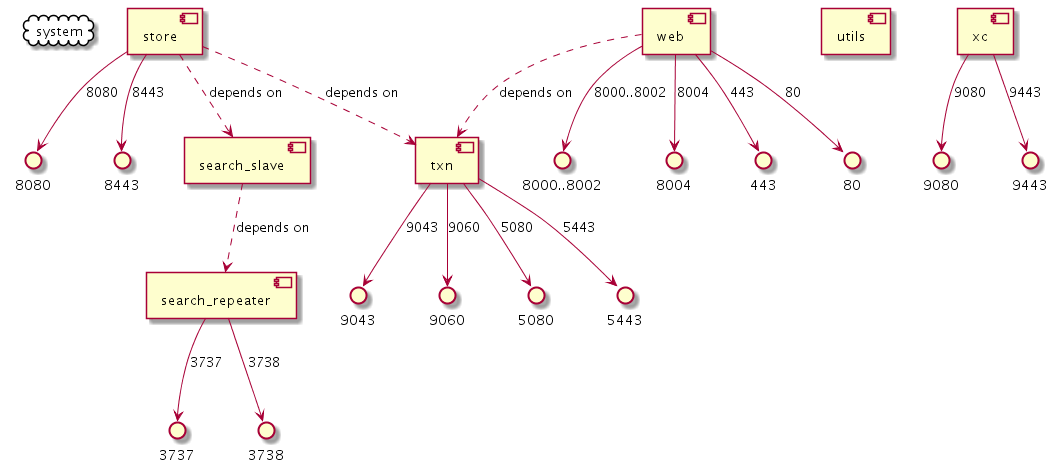 system
store
web
utils
xc
8080
8443
depends on
depends on
depends on
8000..8002
8004
443
80
9080
9443
8080
8443
search_slave
txn
8000..8002
8004
443
80
9080
9443
depends on
9043
9060
5080
5443
search_repeater
9043
9060
5080
5443
3737
3738
3737
3738